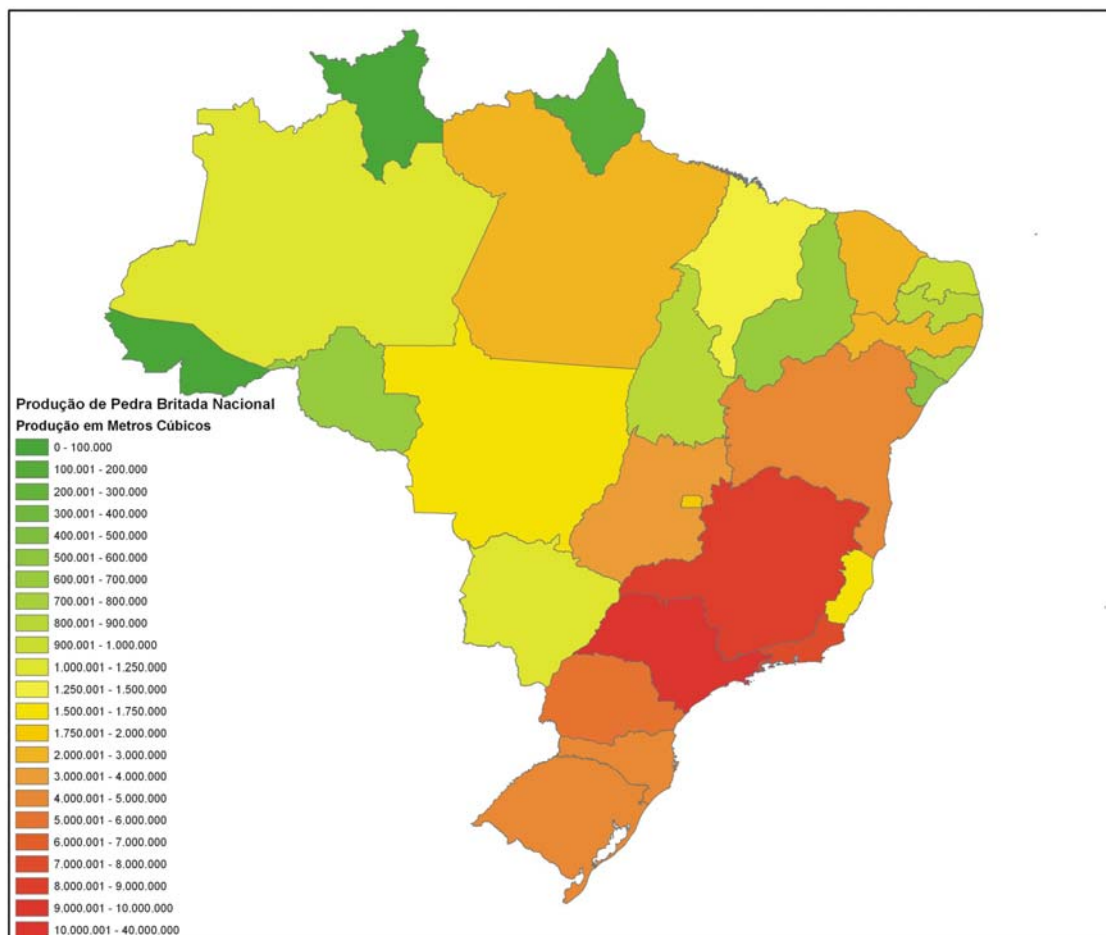 Produção de Pedra Britada Nacional
Produção em Metros Cúbicos
0 - 100.000
100.001 - 200.000
200.001 - 300.000
300.001 - 400.000
400.001 - 500.000
500.001 - 600.000
600.001 - 700.000
700.001 - 800.000
800.001 - 900.000
900.001 - 1.000.000
1.000.001 - 1.250.000
1.250.001 - 1.500.000
1.500.001 - 1.750.000
1.750.001 - 2.000.000
2.000.001 - 3.000.000
3.000.001 - 4.000.000
4.000.001 - 5.000.000
5.000.001 - 6.000.000
6.000.001 - 7.000.000
7.000.001 - 8.000.000
8.000.001 - 9.000.000
9.000.001 - 10.000.000
10.000.001 - 40.000.000